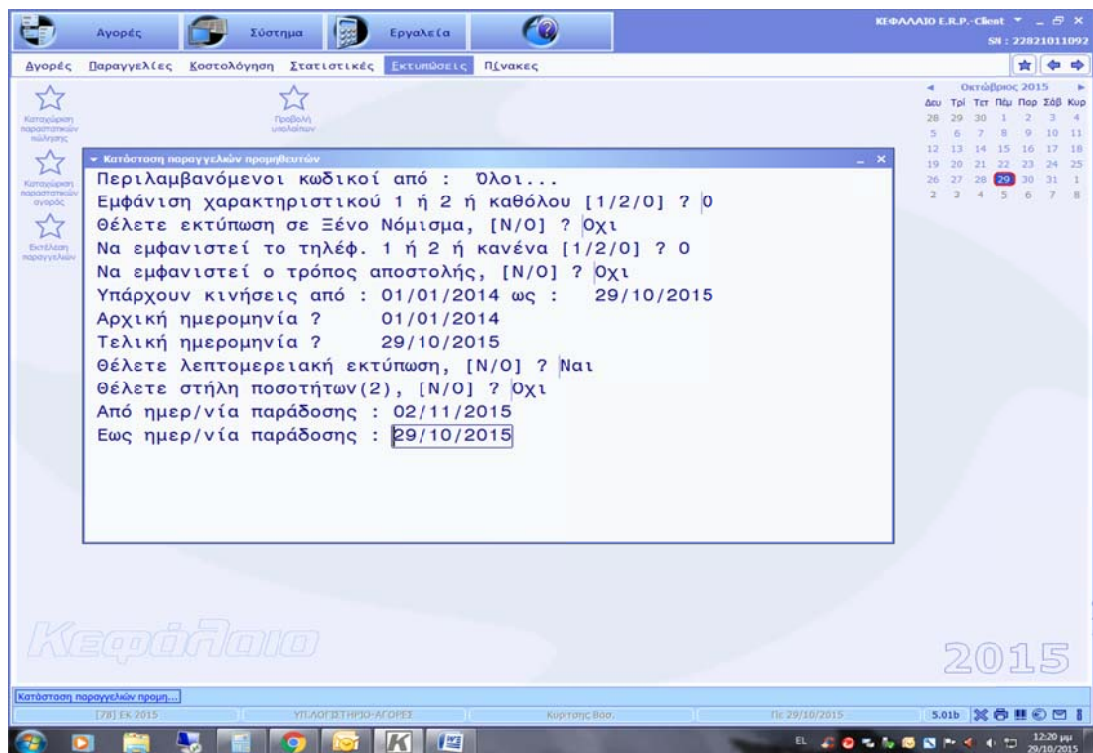 ΚΕΦΑΛΑΙΟ E.R.P.-Client
SN : 22821011092
Αγορές Σύστημα Εργαλεία
Αγορές Παραγγελίες Κοστολόγηση Στατιστικές Εκτυπώσεις Πίνακες
Καταχώριση παραστατικών πώλησης
Προβολή υπολοίπων
Καταχώριση παραστατικών αγοράς
Εκτέλεση παραγγελιών
Οκτώβριος 2015
Δευ Τρί Τετ Πέμ Παρ Σάβ Κυρ
28 29 30 1 2 3 4
5 6 7 8 9 10 11
12 13 14 15 16 17 18
19 20 21 22 23 24 25
26 27 28 29 30 31 1
2 3 4 5 6 7 8
Κατάσταση παραγγελιών προμηθευτών
Περιλαμβανόμενοι κωδικοί από : Όλοι...
Εμφάνιση χαρακτηριστικού 1 ή 2 ή καθόλου [1/2/0] ? 0
Θέλετε εκτύπωση σε Ξένο Νόμισμα, [Ν/Ο] ? Οχι
Να εμφανιστεί το τηλέφ. 1 ή 2 ή κανένα [1/2/0] ? 0
Να εμφανιστεί ο τρόπος αποστολής, [Ν/Ο] ? Οχι
Υπάρχουν κινήσεις από : 01/01/2014 ως : 29/10/2015
Αρχική ημερομηνία ? 01/01/2014
Τελική ημερομηνία ? 29/10/2015
Θέλετε λεπτομερειακή εκτύπωση, [Ν/Ο] ? Ναι
Θέλετε στήλη ποσοτήτων(2), [Ν/Ο] ? Οχι
Από ημερ/νία παράδοσης : 02/11/2015
Εως ημερ/νία παράδοσης : 29/10/2015
Κεφάλαιο
2015
Κατάσταση παραγγελιών προμη...
[78] ΕΚ 2015 ΥΠ.ΛΟΓΙΣΤΗΡΙΟ-ΑΓΟΡΕΣ Κυρίτσης Βασ. Πε 29/10/2015 5.01b
EL 12:20 μμ
29/10/2015